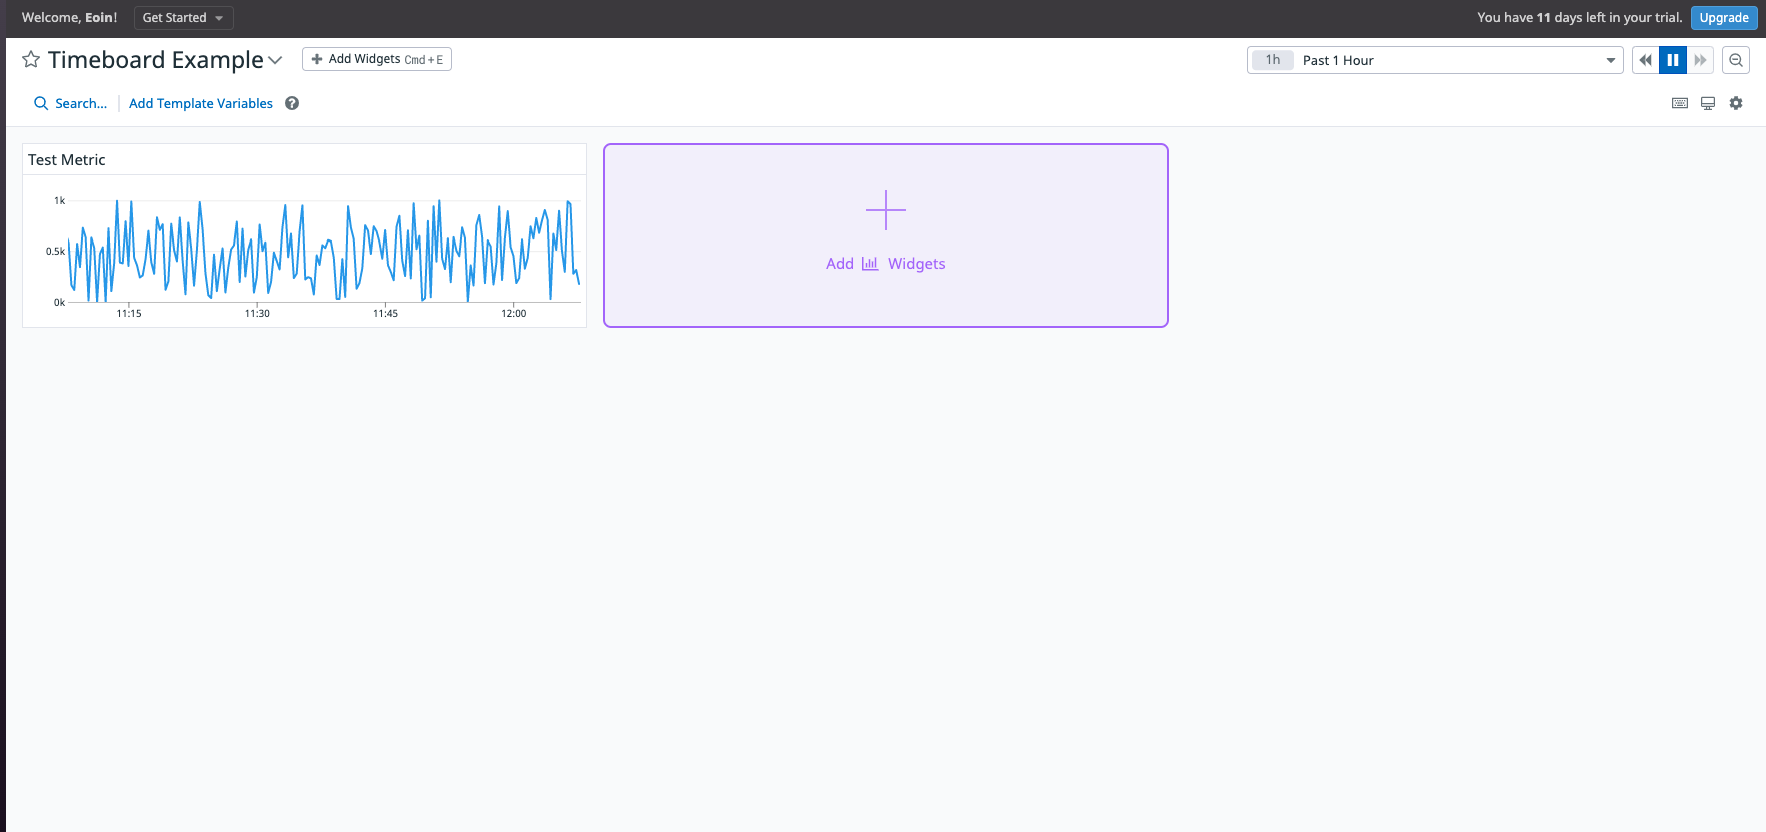 Welcome, Eoin! Get Started You have 11 days left in your trial. Upgrade
Timeboard Example + Add Widgets Cmd+E 1h Past 1 Hour
Search... Add Template Variables ?
Test Metric
1k
0.5k
0k
11:15 11:30 11:45 12:00
Add Widgets